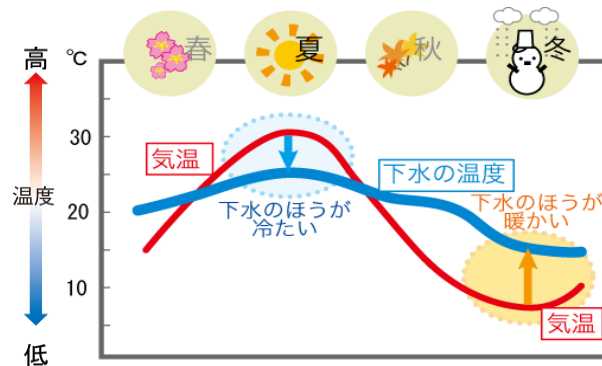 春
夏
秋
冬
高
℃
30
気温
下水の温度
温度
20
下水のほうが
冷たい
下水のほうが
暖かい
10
気温
低